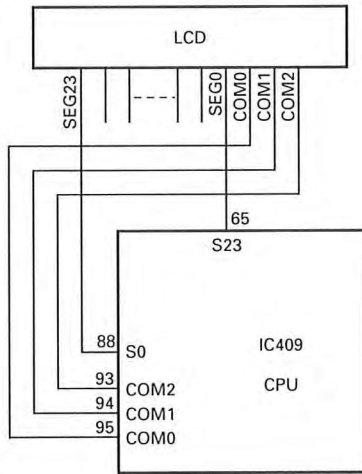 LCD
SEG23
SEG0
COM0
COM1
COM2
65
S23
88
S0
IC409
93
COM2
CPU
94
COM1
95
COM0